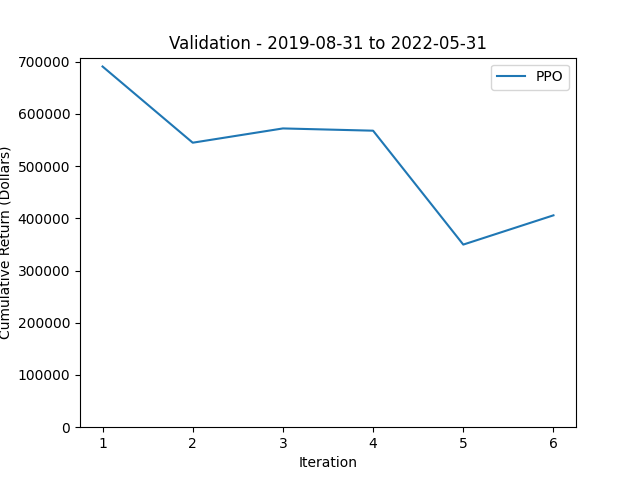 Validation - 2019-08-31 to 2022-05-31
PPO
Cumulative Return (Dollars)
700000
600000
500000
400000
300000
200000
100000
0
1 2 3 4 5 6
Iteration